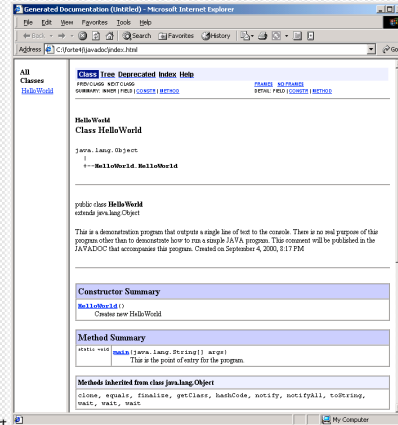 Generated Documentation (Untitled) - Microsoft Internet Explorer
File Edit View Favorites Tools Help
Back Search Favorites History
Address C:\forte4j\javadoc\index.html Go
All
Classes
HelloWorld
Class Tree Deprecated Index Help
PREV CLASS NEXT CLASS FRAMES NO FRAMES
SUMMARY: INNER | FIELD | CONSTR | METHOD DETAIL: FIELD | CONSTR | METHOD
HelloWorld
Class HelloWorld
java.lang.Object
|
+--HelloWorld.HelloWorld
public class HelloWorld
extends java.lang.Object
This is a demonstration program that outputs a single line of text to the console. There is no real purpose of this
program other than to demonstrate how to run a simple JAVA program. This comment will be published in the
JAVADOC that accompanies this program. Created on September 4, 2000, 8:17 PM
Constructor Summary
HelloWorld()
Creates new HelloWorld
Method Summary
static void main(java.lang.String[] args)
This is the point of entry for the program.
Methods inherited from class java.lang.Object
clone, equals, finalize, getClass, hashCode, notify, notifyAll, toString,
wait, wait, wait
My Computer